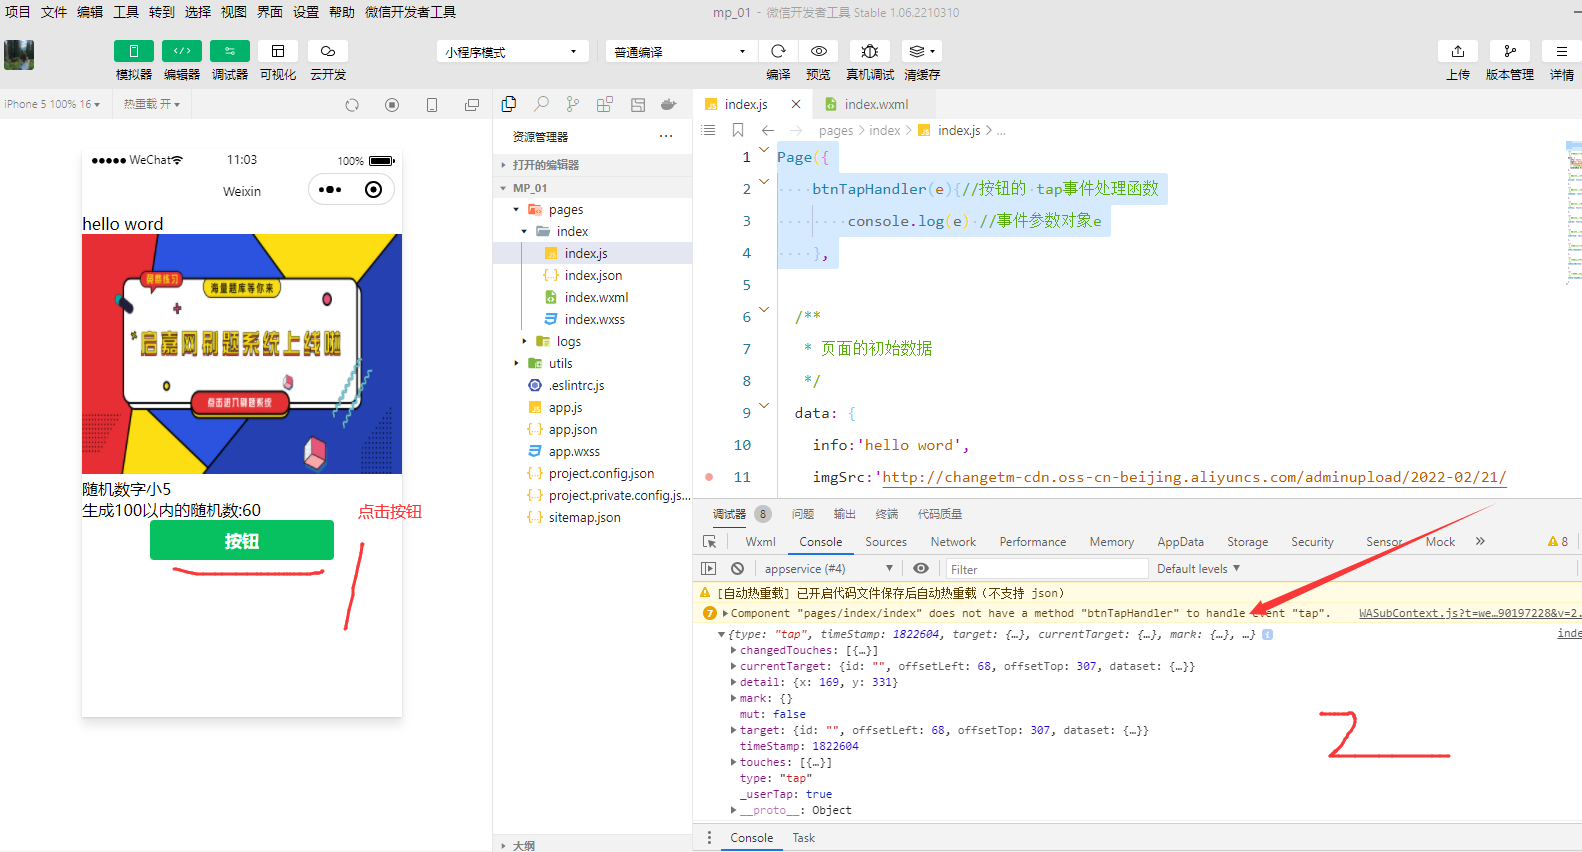 项目 文件 编辑 工具 转到 选择 视图 界面 设置 帮助 微信开发者工具
mp_01 - 微信开发者工具 Stable 1.06.2210310
模拟器 编辑器 调试器 可视化 云开发
小程序模式
普通编译
编译 预览 真机调试 清缓存
上传 版本管理 详情
iPhone 5 100% 16
热重载 开
WeChat
11:03
100%
Weixin
hello word
刷题练习
海量题库等你来
启嘉网刷题系统上线啦
点击进入刷题系统
随机数字小5
生成100以内的随机数:60
按钮
点击按钮
资源管理器
打开的编辑器
MP_01
pages
index
index.js
index.json
index.wxml
index.wxss
logs
utils
.eslintrc.js
app.js
app.json
app.wxss
project.config.json
project.private.config.js...
sitemap.json
大纲
index.js
index.wxml
pages > index > index.js > ...
1 Page({
2 btnTapHandler(e){//按钮的 tap事件处理函数
3 console.log(e) //事件参数对象e
4 },
5
6 /**
7 * 页面的初始数据
8 */
9 data: {
10 info:'hello word',
11 imgSrc:'http://changetm-cdn.oss-cn-beijing.aliyuncs.com/adminupload/2022-02/21/
调试器 8 问题 输出 终端 代码质量
Wxml Console Sources Network Performance Memory AppData Storage Security Sensor Mock » 8
appservice (#4)
Filter
Default levels
[自动热重载] 已开启代码文件保存后自动热重载（不支持 json）
7 Component "pages/index/index" does not have a method "btnTapHandler" to handle event "tap". WASubContext.js?t=we…90197228&v=2.
{type: "tap", timeStamp: 1822604, target: {…}, currentTarget: {…}, mark: {…}, …} inde
changedTouches: [{…}]
currentTarget: {id: "", offsetLeft: 68, offsetTop: 307, dataset: {…}}
detail: {x: 169, y: 331}
mark: {}
mut: false
target: {id: "", offsetLeft: 68, offsetTop: 307, dataset: {…}}
timeStamp: 1822604
touches: [{…}]
type: "tap"
_userTap: true
__proto__: Object
2
Console Task